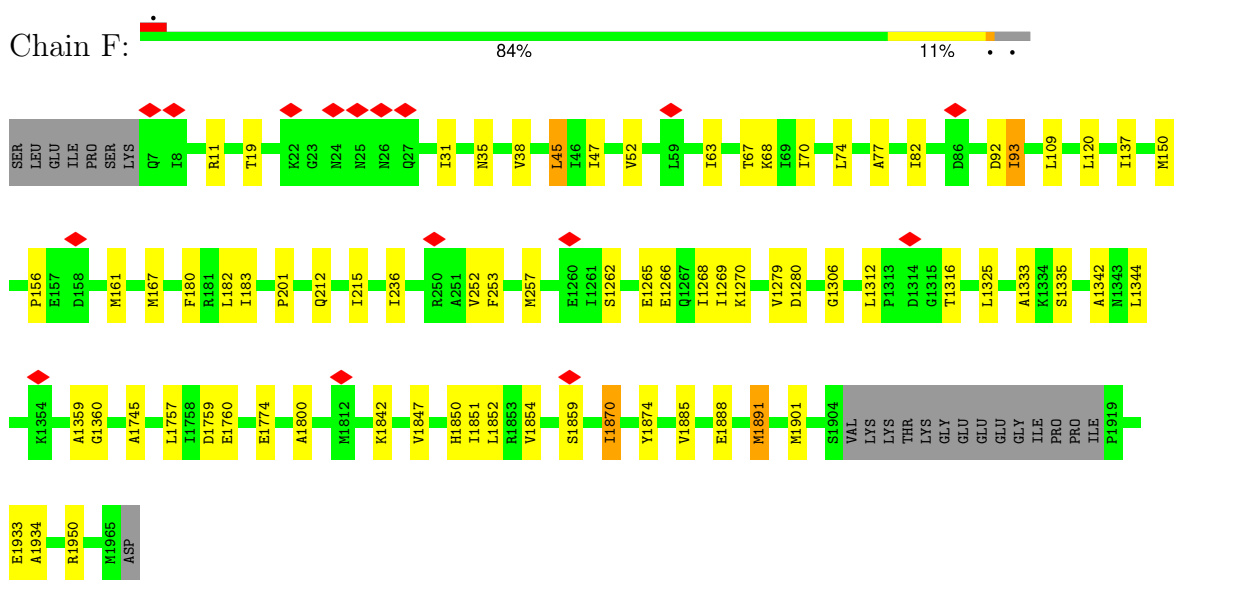 Chain F:
84% 11%
SER LEU GLU ILE PRO SER LYS Q7 I8 R11 T19 K22 G23 N24 N25 N26 Q27 I31 N35 V38 L45 I46 I47 V52 L59 I63 T67 K68 I69 I70 L74 A77 I82 D86 D92 I93 L109 L120 I137 M150
P156 E157 D158 M161 M167 F180 R181 L182 I183 P201 Q212 I215 I236 R250 A251 V252 F253 M257 E1260 I1261 S1262 E1265 E1266 Q1267 I1268 I1269 K1270 V1279 D1280 G1306 L1312 P1313 D1314 G1315 T1316 L1325 A1333 K1334 S1335 A1342 N1343 L1344
K1354 A1359 G1360 A1745 L1757 I1758 D1759 E1760 E1774 A1800 M1812 K1842 V1847 H1850 I1851 L1852 R1853 V1854 S1859 I1870 Y1874 V1885 E1888 M1891 M1901 S1904 VAL LYS LYS THR LYS GLY GLU GLU GLU GLY ILE PRO PRO ILE P1919
E1933 A1934 R1950 M1965 ASP